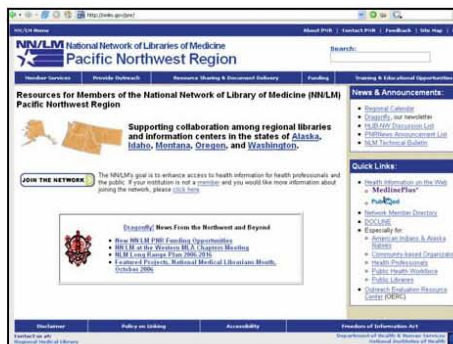 http://nnlm.gov/pnr/
NN/LM Home
About PNR | Contact PNR | Feedback | Site Map |
NN/LM National Network of Libraries of Medicine
Pacific Northwest Region
Search:
Member Services
Provide Outreach
Resource Sharing & Document Delivery
Funding
Training & Educational Opportunities
Resources for Members of the National Network of Library of Medicine (NN/LM)
Pacific Northwest Region
Supporting collaboration among regional libraries
and information centers in the states of Alaska,
Idaho, Montana, Oregon, and Washington.
JOIN THE NETWORK
The NN/LM's goal is to enhance access to health information for health professionals and
the public. If your institution is not a member and you would like more information about
joining the network, please click here.
Dragonfly: News From the Northwest and Beyond
New NN/LM PNR Funding Opportunities
NN/LM at the Western MLA Chapters Meeting
NLM Long Range Plan 2006-2016
Featured Projects, National Medical Librarians Month,
October 2006
News & Announcements:
Regional Calendar
Dragonfly, our newsletter
HLIB-NW Discussion List
PNRNews Announcement List
NLM Technical Bulletin
Quick Links:
Health Information on the Web
MedlinePlus
Network Member Directory
DOCLINE
Especially for:
American Indians & Alaska
Natives
Community-based Organizatio
Health Professionals
Public Health Workforce
Public Libraries
Outreach Evaluation Resource
Center (OERC)
Disclaimer
Policy on Linking
Accessibility
Freedom of Information Act
Contact us at:
Regional Medical Library
Department of Health & Human Services
National Institutes of Health